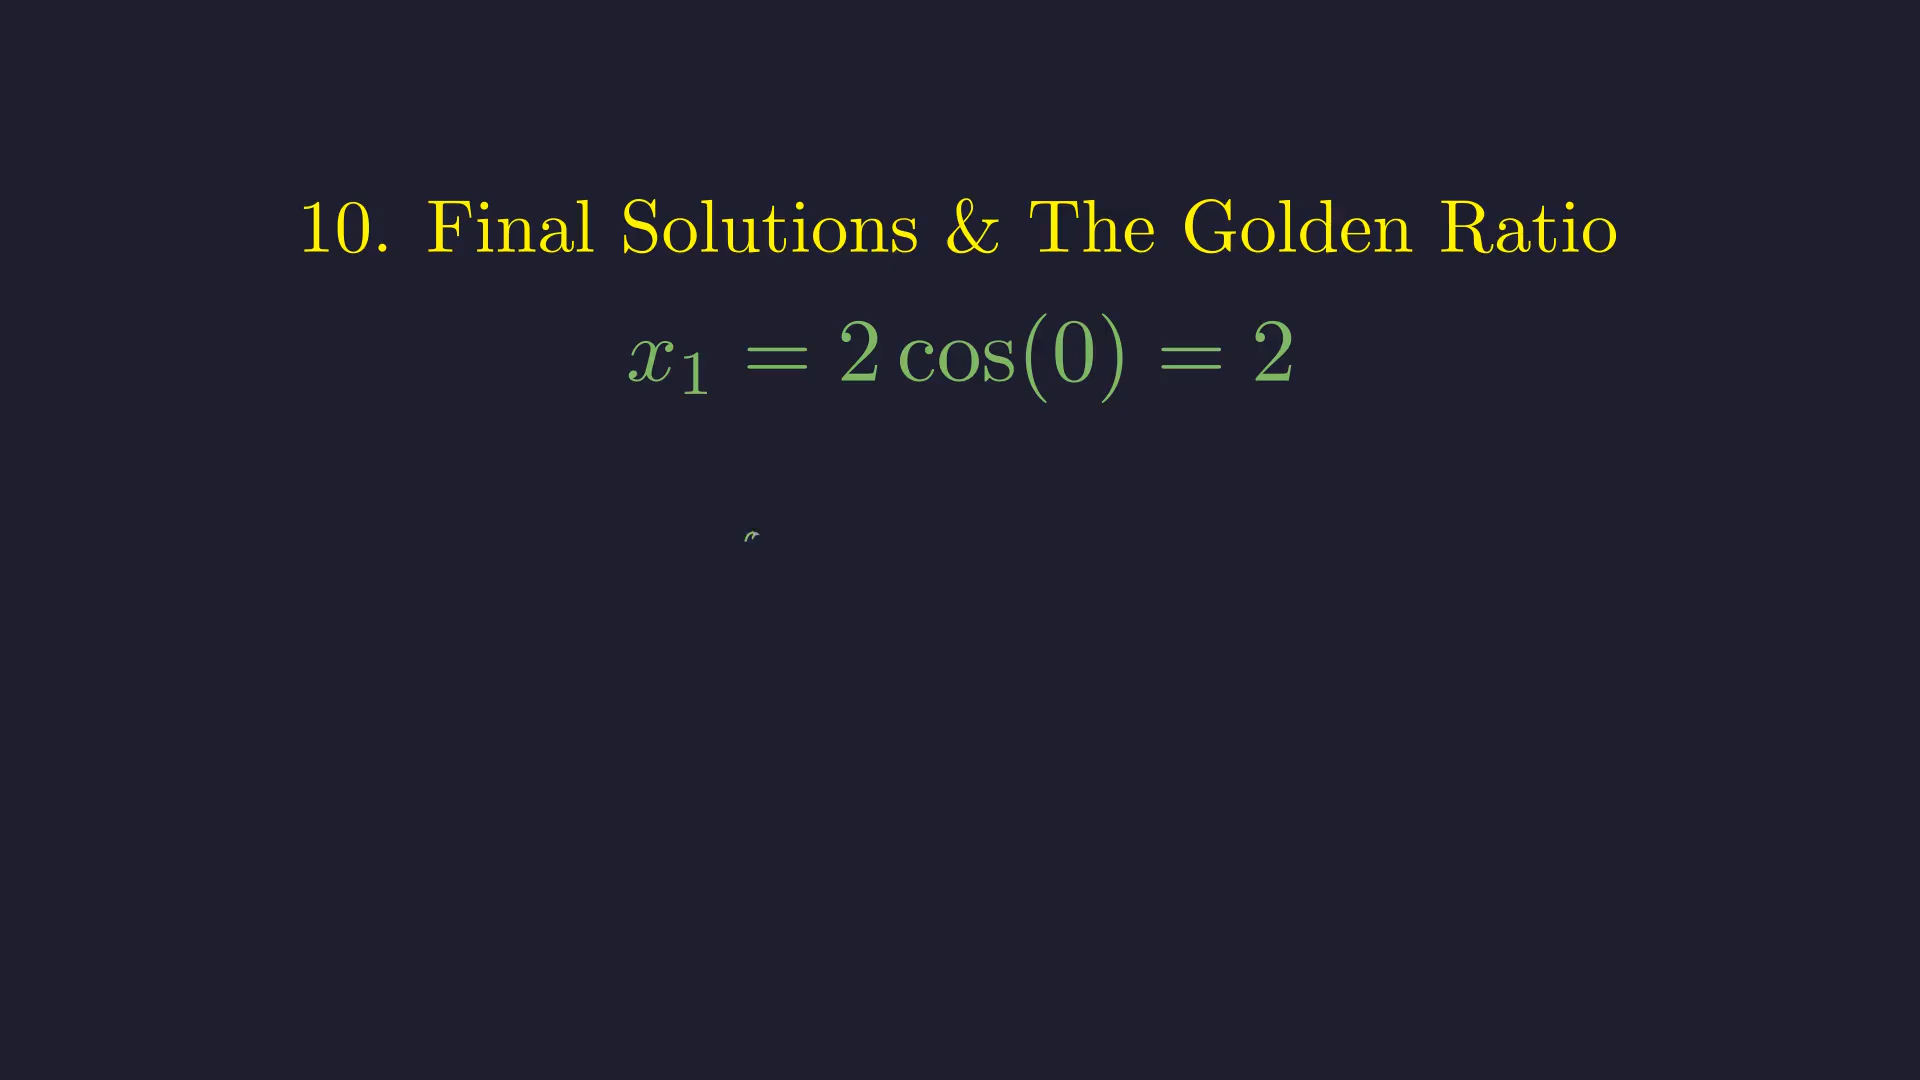 10. Final Solutions & The Golden Ratio
x₁ = 2 cos(0) = 2